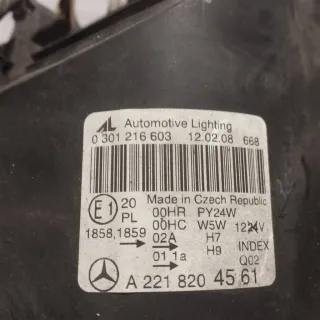 AL Automotive Lighting
0 301 216 603 12.02.08 668
Made in Czech Republic
E1 20 00HR PY24W
PL 00HC W5W 12V
1858,1859 02A H7 INDEX
01 1a H9 Q02
A 221 820 45 61